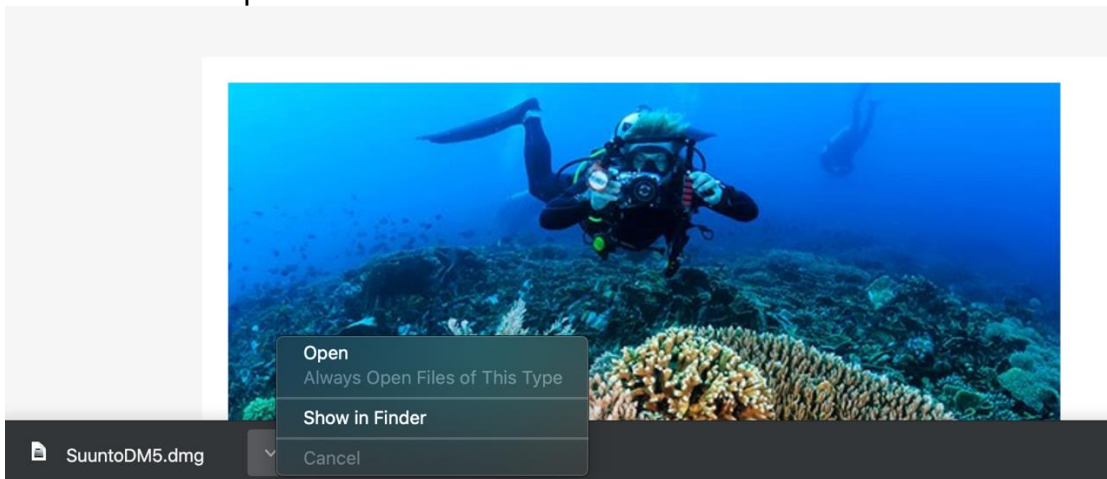 Open
Always Open Files of This Type
Show in Finder
SuuntoDM5.dmg
Cancel